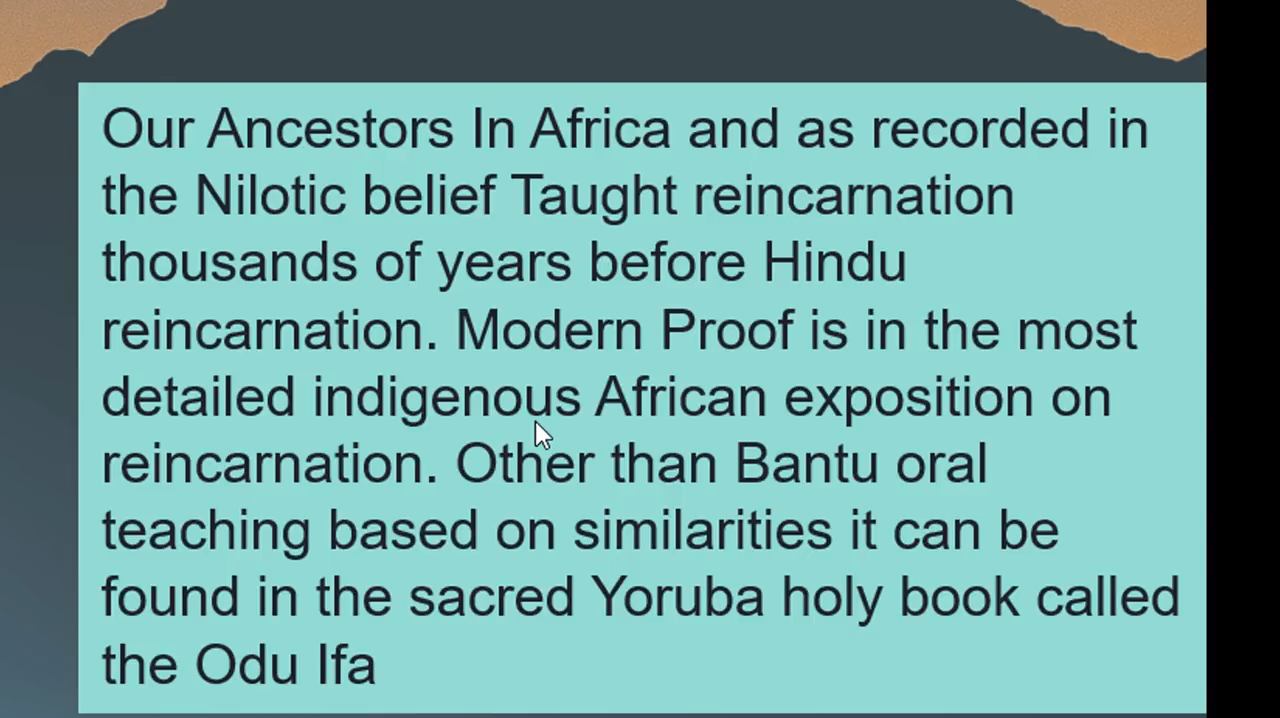 Our Ancestors In Africa and as recorded in
the Nilotic belief Taught reincarnation
thousands of years before Hindu
reincarnation. Modern Proof is in the most
detailed indigenous African exposition on
reincarnation. Other than Bantu oral
teaching based on similarities it can be
found in the sacred Yoruba holy book called
the Odu Ifa